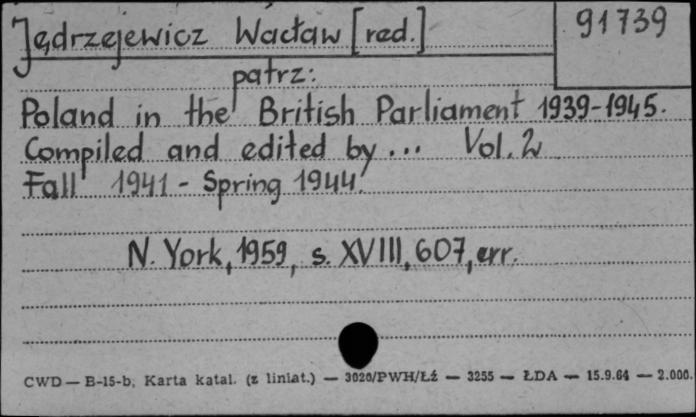 Jędrzejewicz Wacław [red.]
91739
patrz:
Poland in the British Parliament 1939-1945.
Compiled and edited by... Vol. 2
Fall 1941 - Spring 1944.
N. York, 1959, s. XVIII, 607, err.
CWD — B-15-b, Karta katal. (z liniat.) — 3020/PWH/Łź — 3255 — ŁDA — 15.9.64 — 2.000.